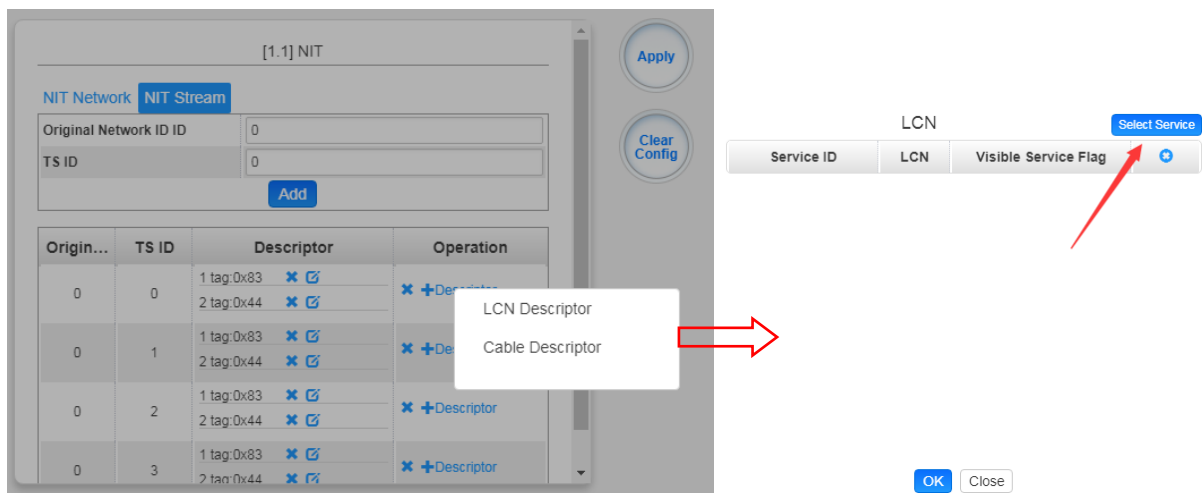 [1.1] NIT
NIT Network NIT Stream
Original Network ID ID 0
TS ID 0
Add
Origin... TS ID Descriptor Operation
0 0 1 tag:0x83 2 tag:0x44
0 1 1 tag:0x83 2 tag:0x44
0 2 1 tag:0x83 2 tag:0x44 +Descriptor
0 3 1 tag:0x83 2 tag:0x44 +Descriptor
LCN Descriptor
Cable Descriptor
Apply
Clear
Config
LCN Select Service
Service ID LCN Visible Service Flag
OK Close